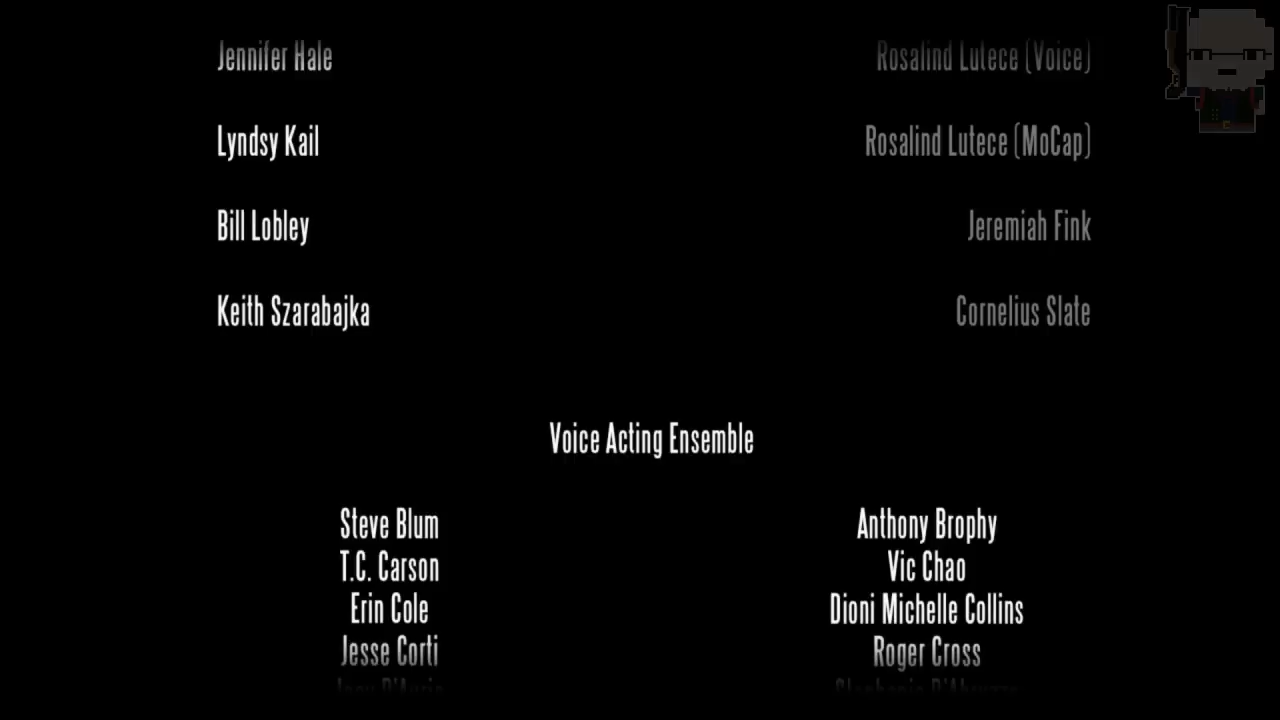 Jennifer Hale Rosalind Lutece (Voice)
Lyndsy Kail Rosalind Lutece (MoCap)
Bill Lobley Jeremiah Fink
Keith Szarabajka Cornelius Slate
Voice Acting Ensemble
Steve Blum Anthony Brophy
T.C. Carson Vic Chao
Erin Cole Dioni Michelle Collins
Jesse Corti Roger Cross